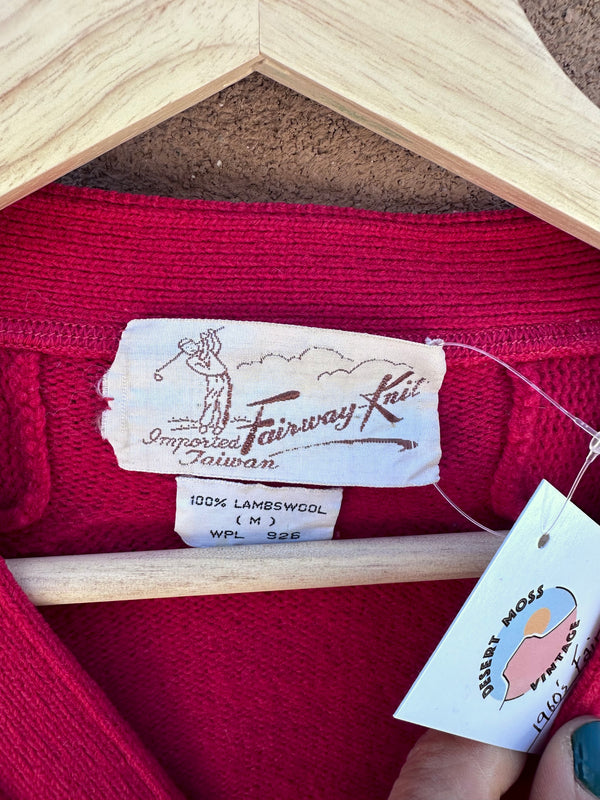 Fairway-Knit
Imported
Taiwan
100% LAMBSWOOL
( M )
WPL 926
DESERT MOSS
VINTAGE
1960's